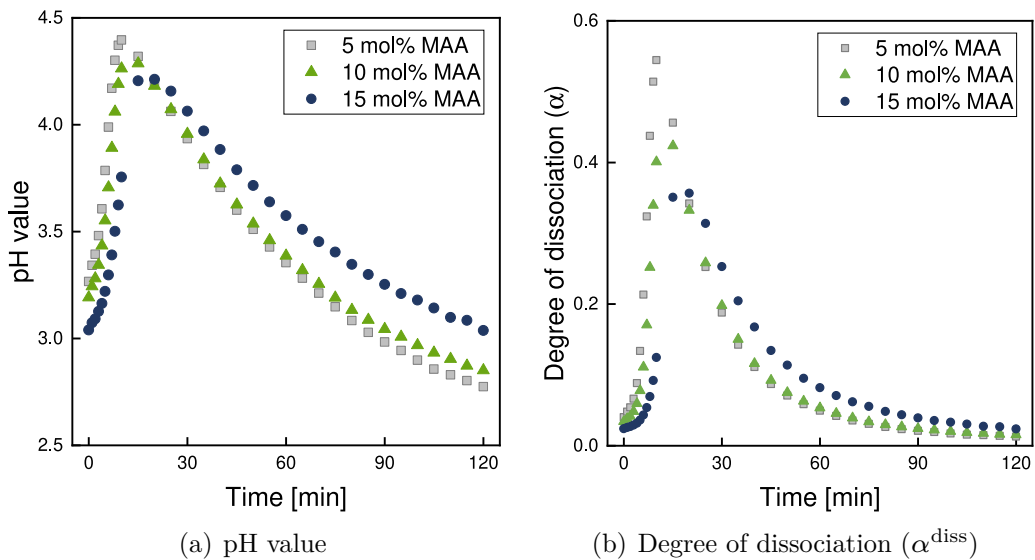 4.5
4.0
3.5
3.0
2.5
pH value
5 mol% MAA
10 mol% MAA
15 mol% MAA
0
30
60
90
120
Time [min]
(a) pH value
0.6
0.4
0.2
0.0
Degree of dissociation (α)
5 mol% MAA
10 mol% MAA
15 mol% MAA
0
30
60
90
120
Time [min]
(b) Degree of dissociation (α^diss)